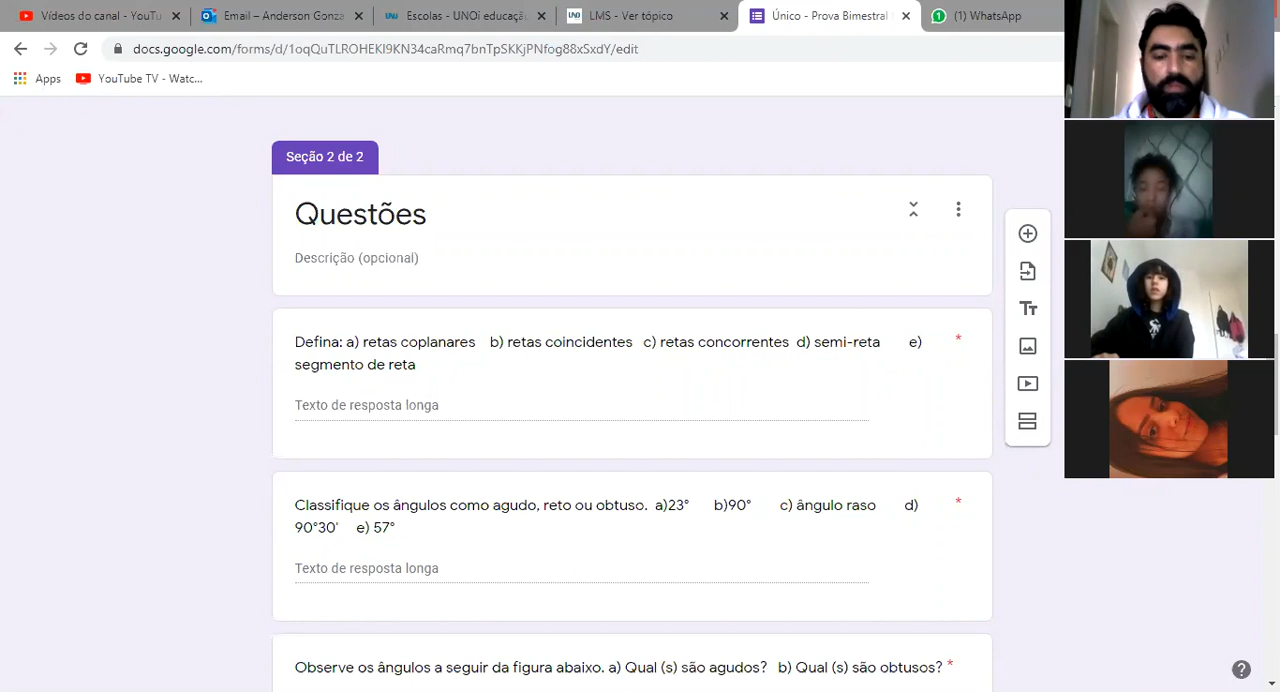 Vídeos do canal - YouTu
Email – Anderson Gonza
Escolas - UNOi educaçã
LMS - Ver tópico
Único - Prova Bimestral
(1) WhatsApp
docs.google.com/forms/d/1oqQuTLROHEKl9KN34caRmq7bnTpSKKjPNfog88xSxdY/edit
Apps YouTube TV - Watc...
Seção 2 de 2
Questões
Descrição (opcional)
Defina: a) retas coplanares b) retas coincidentes c) retas concorrentes d) semi-reta e) *
segmento de reta
Texto de resposta longa
Classifique os ângulos como agudo, reto ou obtuso. a)23° b)90° c) ângulo raso d) *
90°30' e) 57°
Texto de resposta longa
Observe os ângulos a seguir da figura abaixo. a) Qual (s) são agudos? b) Qual (s) são obtusos? *